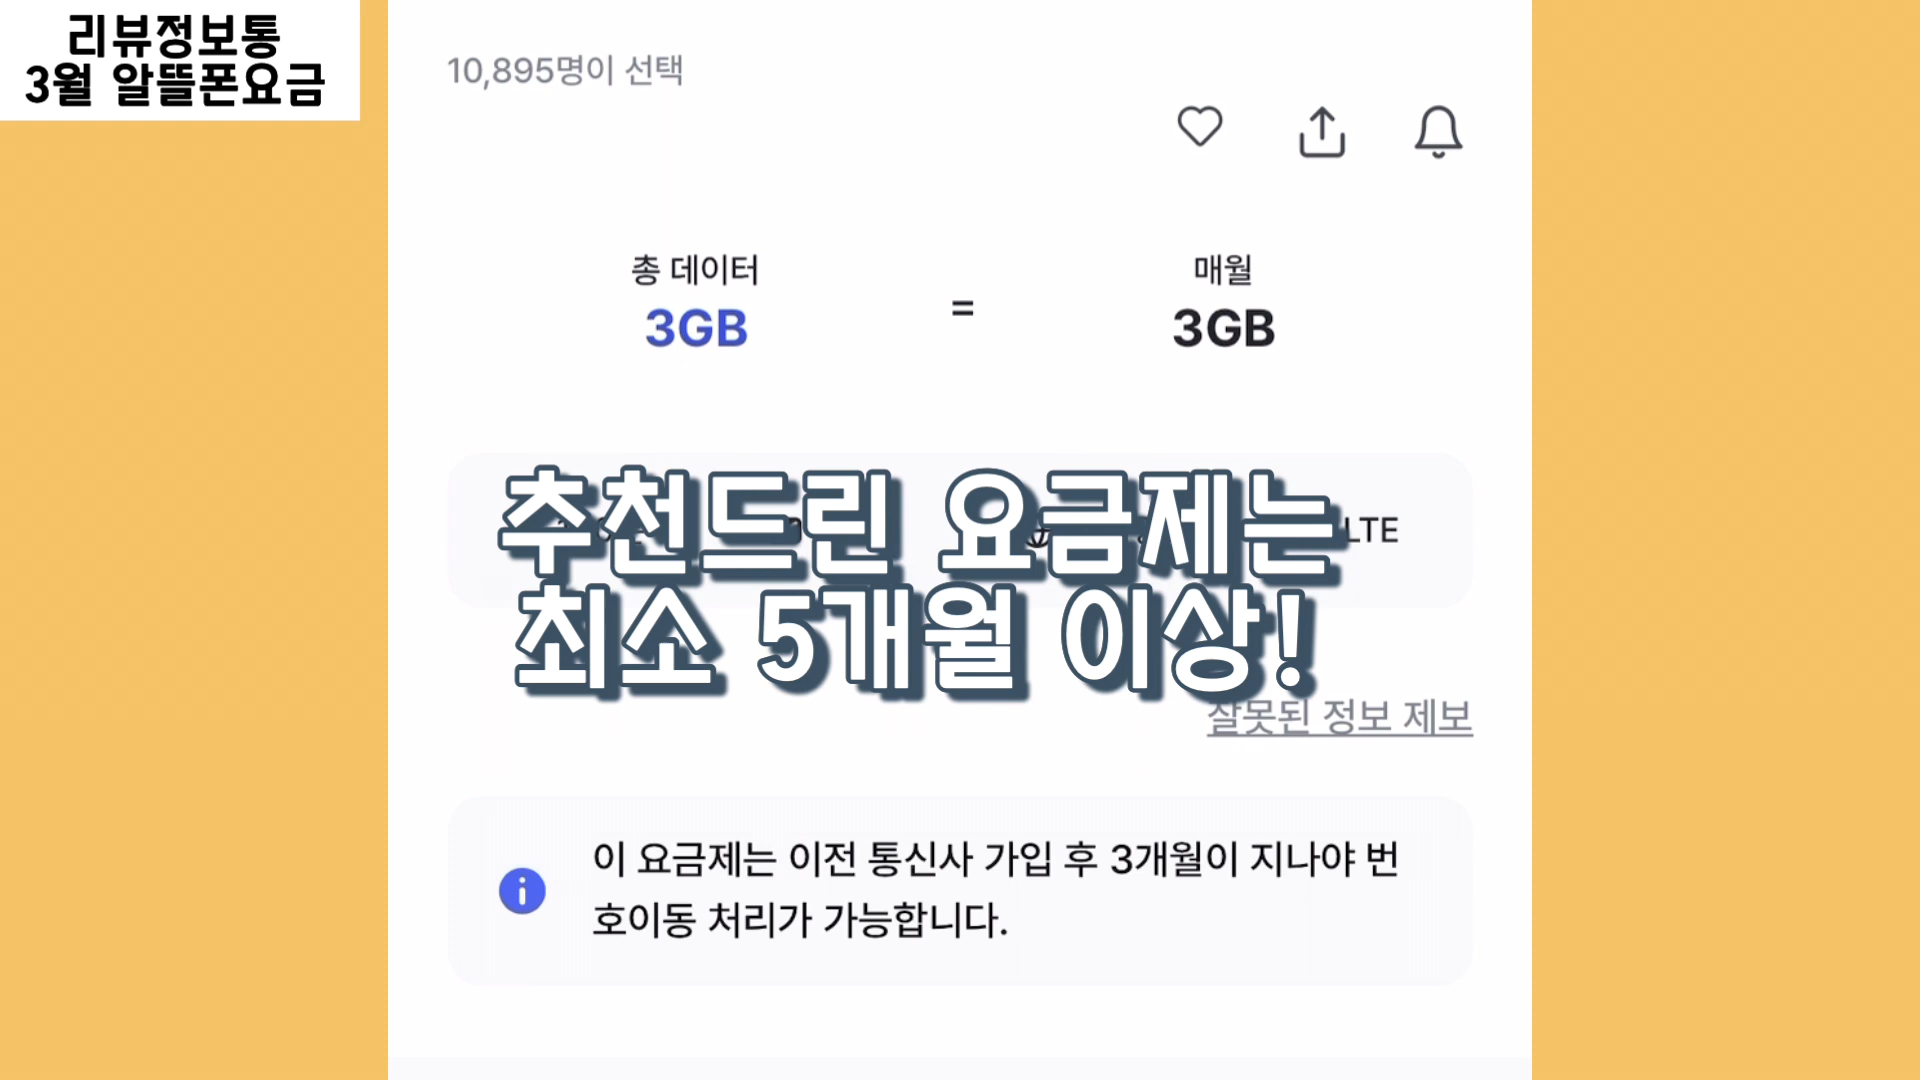 리뷰정보통
3월 알뜰폰요금
10,895명이 선택
총 데이터
3GB
=
매월
3GB
추천드린 요금제는
LTE
최소 5개월 이상!
잘못된 정보 제보
이 요금제는 이전 통신사 가입 후 3개월이 지나야 번
호이동 처리가 가능합니다.